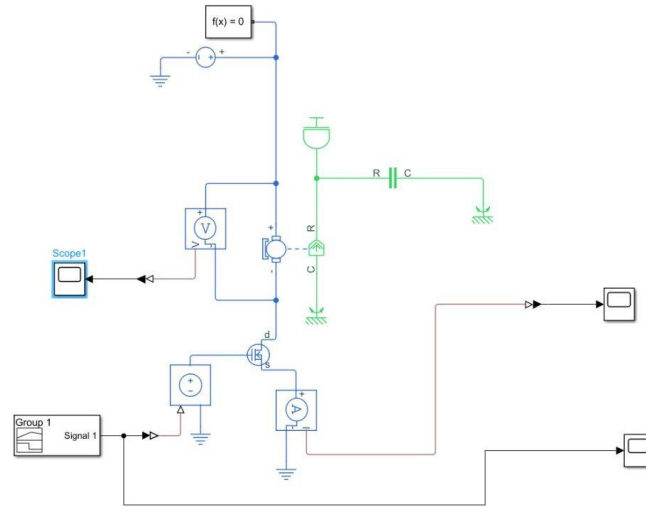 f(x) = 0
- +
R C
+
V
V
+
R
Scope1
-
C
d
s
+
-
+
A
I
Group 1
Signal 1